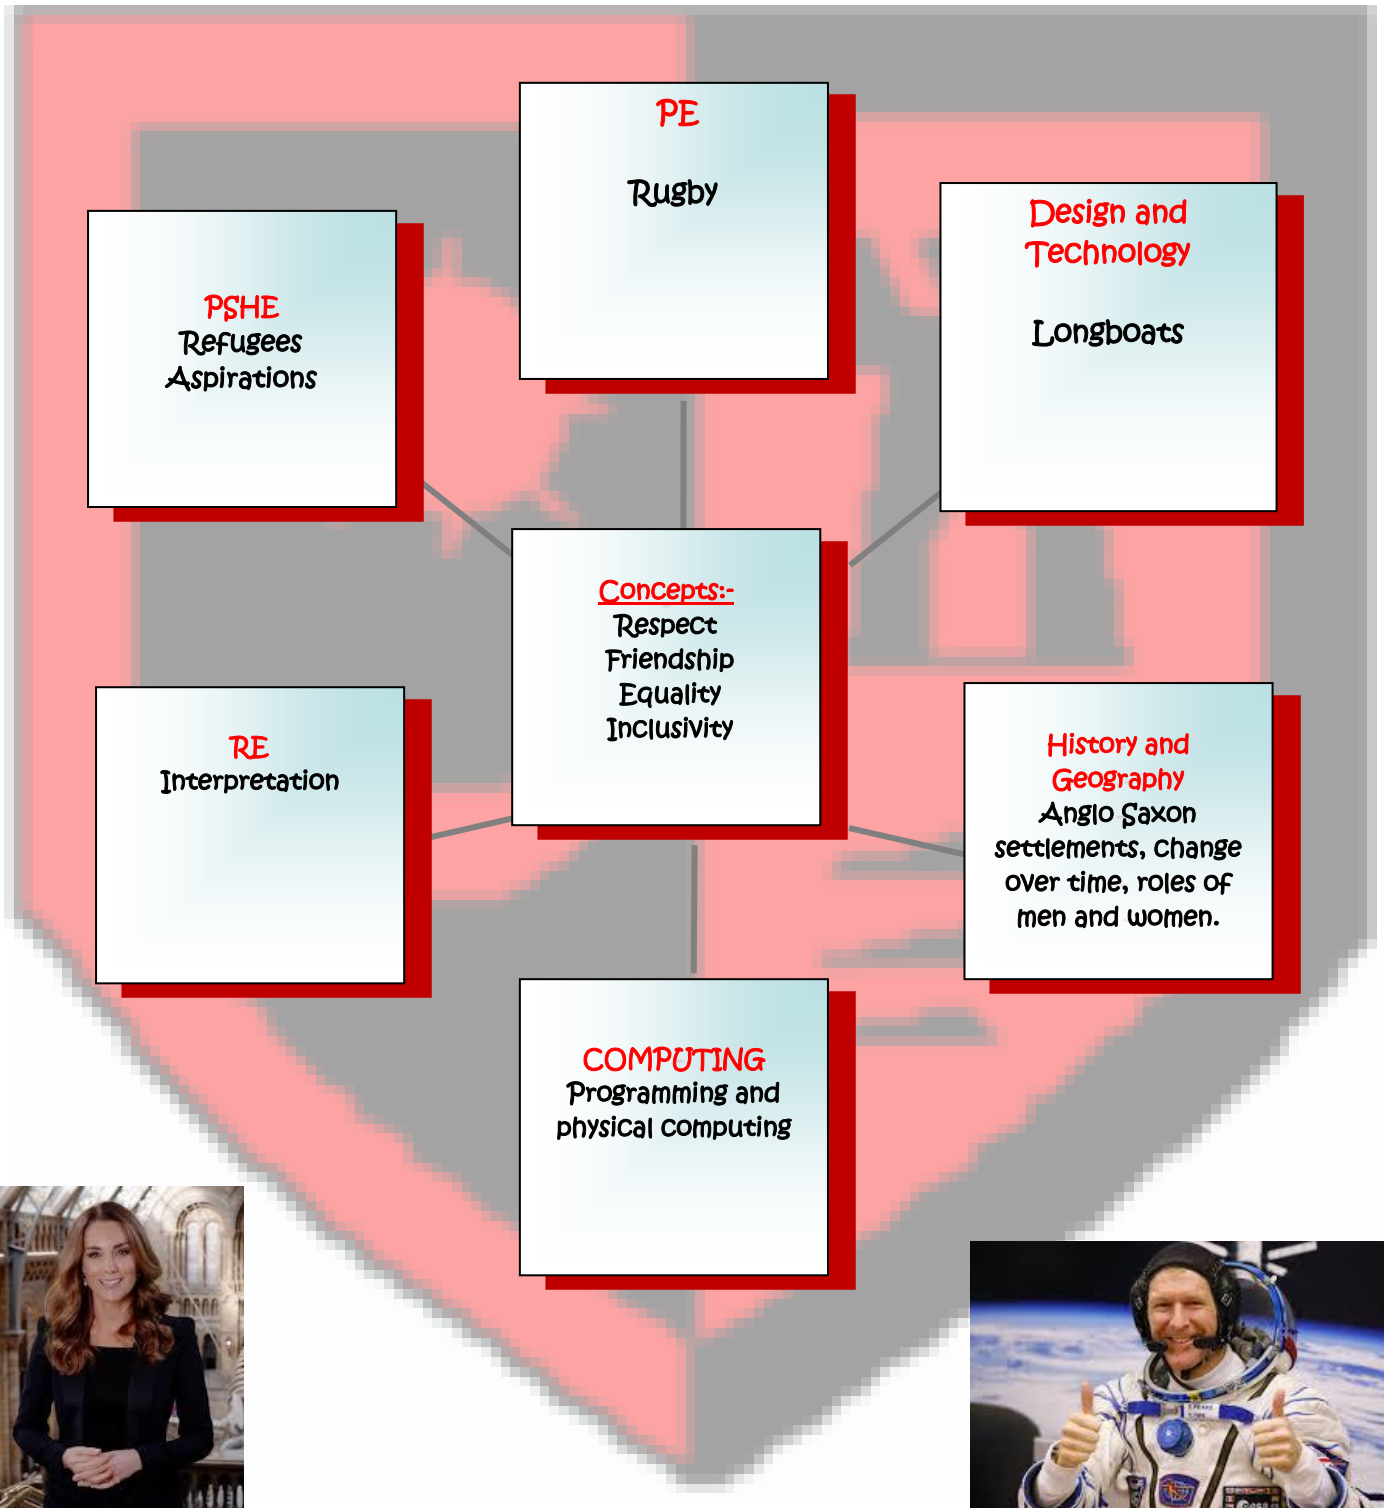 PE
Rugby
Design and
Technology
Longboats
PSHE
Refugees
Aspirations
Concepts:-
Respect
Friendship
Equality
Inclusivity
RE
Interpretation
History and
Geography
Anglo Saxon
settlements, change
over time, roles of
men and women.
COMPUTING
Programming and
physical computing